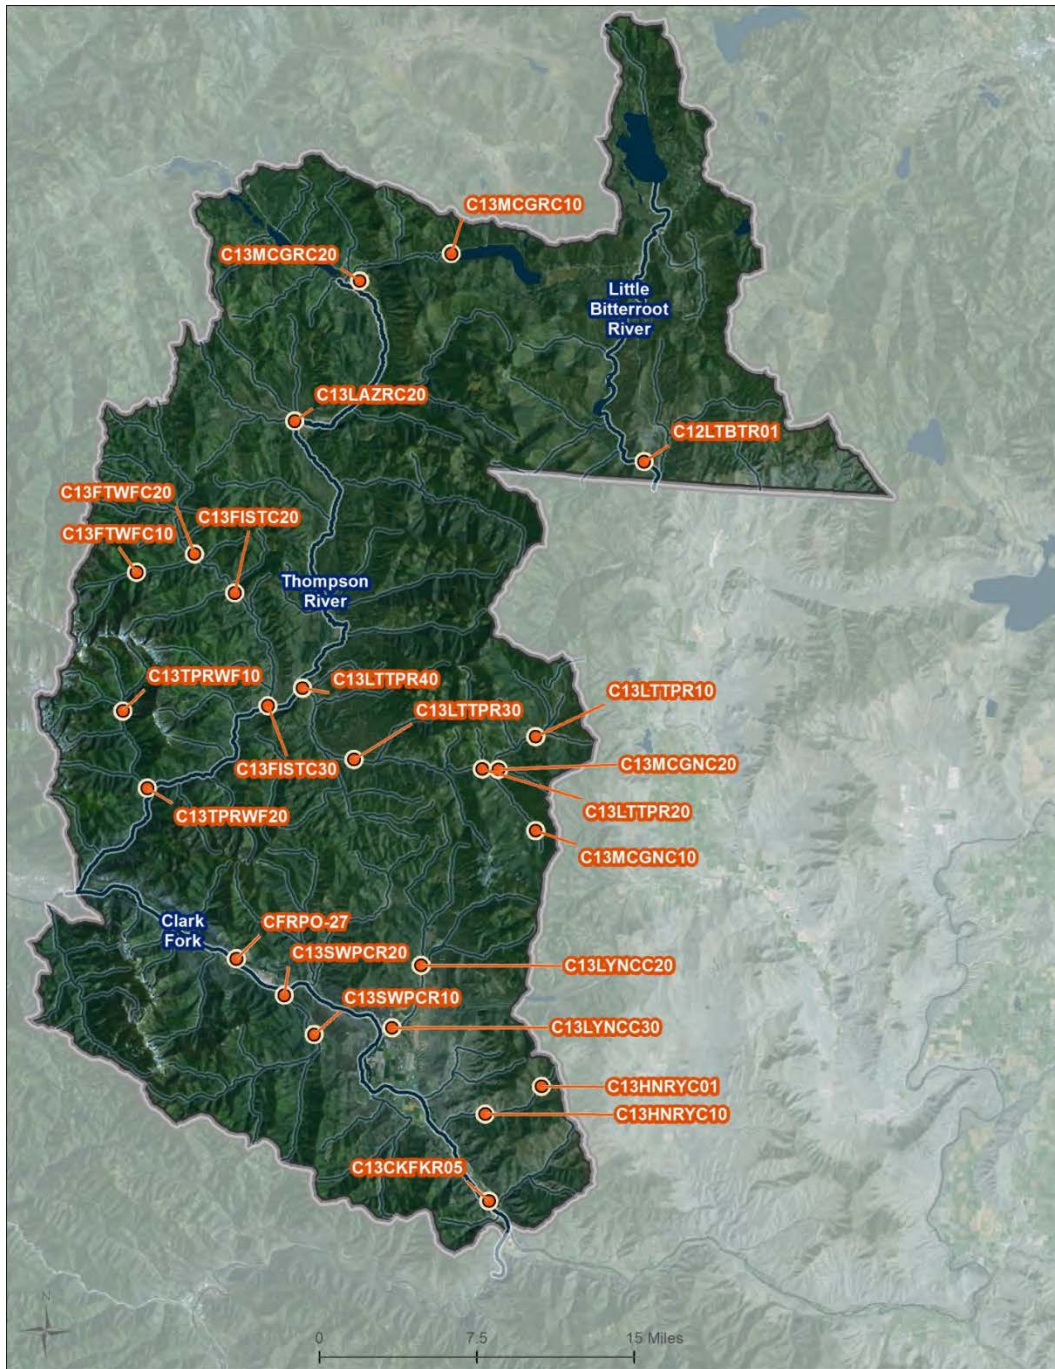 C13MCGRC10
C13MCGRC20
Little
Bitterroot
River
C13LAZRC20
C12LTBTR01
C13FTWFC20
C13FISTC20
C13FTWFC10
Thompson
River
C13TPRWF10
C13LTTPR40
C13LTTPR10
C13LTTPR30
C13MCGNC20
C13FISTC30
C13LTTPR20
C13TPRWF20
C13MCGNC10
Clark
Fork
CFRPO-27
C13SWPCR20
C13LYNCC20
C13SWPCR10
C13LYNCC30
C13HNRYC01
C13HNRYC10
C13CKFKR05
N
0 7.5 15 Miles